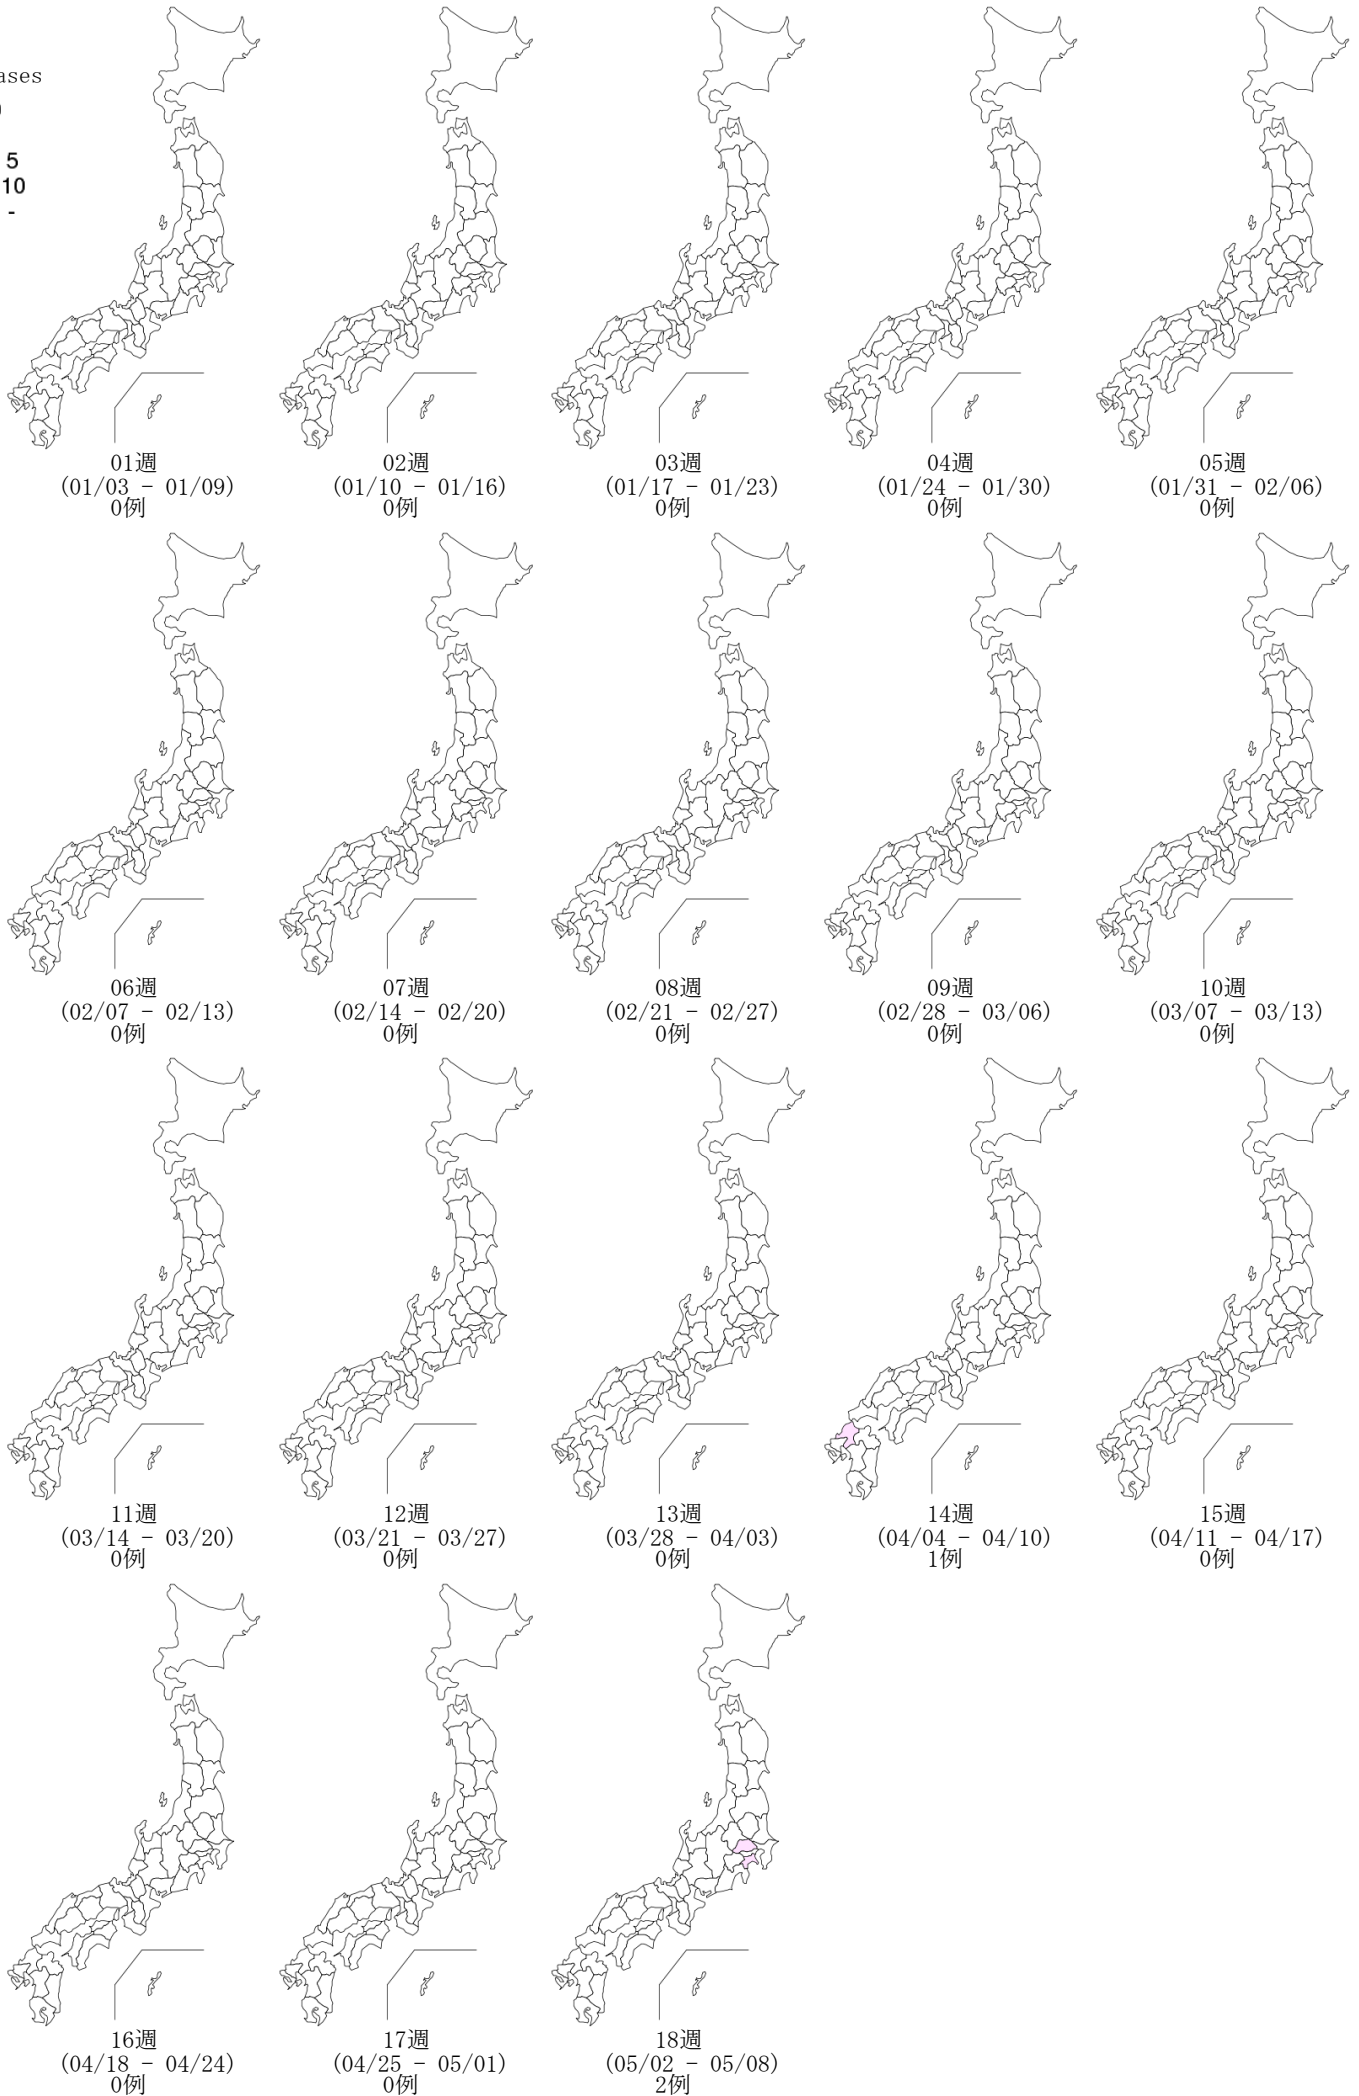 ases
5
10
-
01週
(01/03 - 01/09)
0例
02週
(01/10 - 01/16)
0例
03週
(01/17 - 01/23)
0例
04週
(01/24 - 01/30)
0例
05週
(01/31 - 02/06)
0例
06週
(02/07 - 02/13)
0例
07週
(02/14 - 02/20)
0例
08週
(02/21 - 02/27)
0例
09週
(02/28 - 03/06)
0例
10週
(03/07 - 03/13)
0例
11週
(03/14 - 03/20)
0例
12週
(03/21 - 03/27)
0例
13週
(03/28 - 04/03)
0例
14週
(04/04 - 04/10)
1例
15週
(04/11 - 04/17)
0例
16週
(04/18 - 04/24)
0例
17週
(04/25 - 05/01)
0例
18週
(05/02 - 05/08)
2例